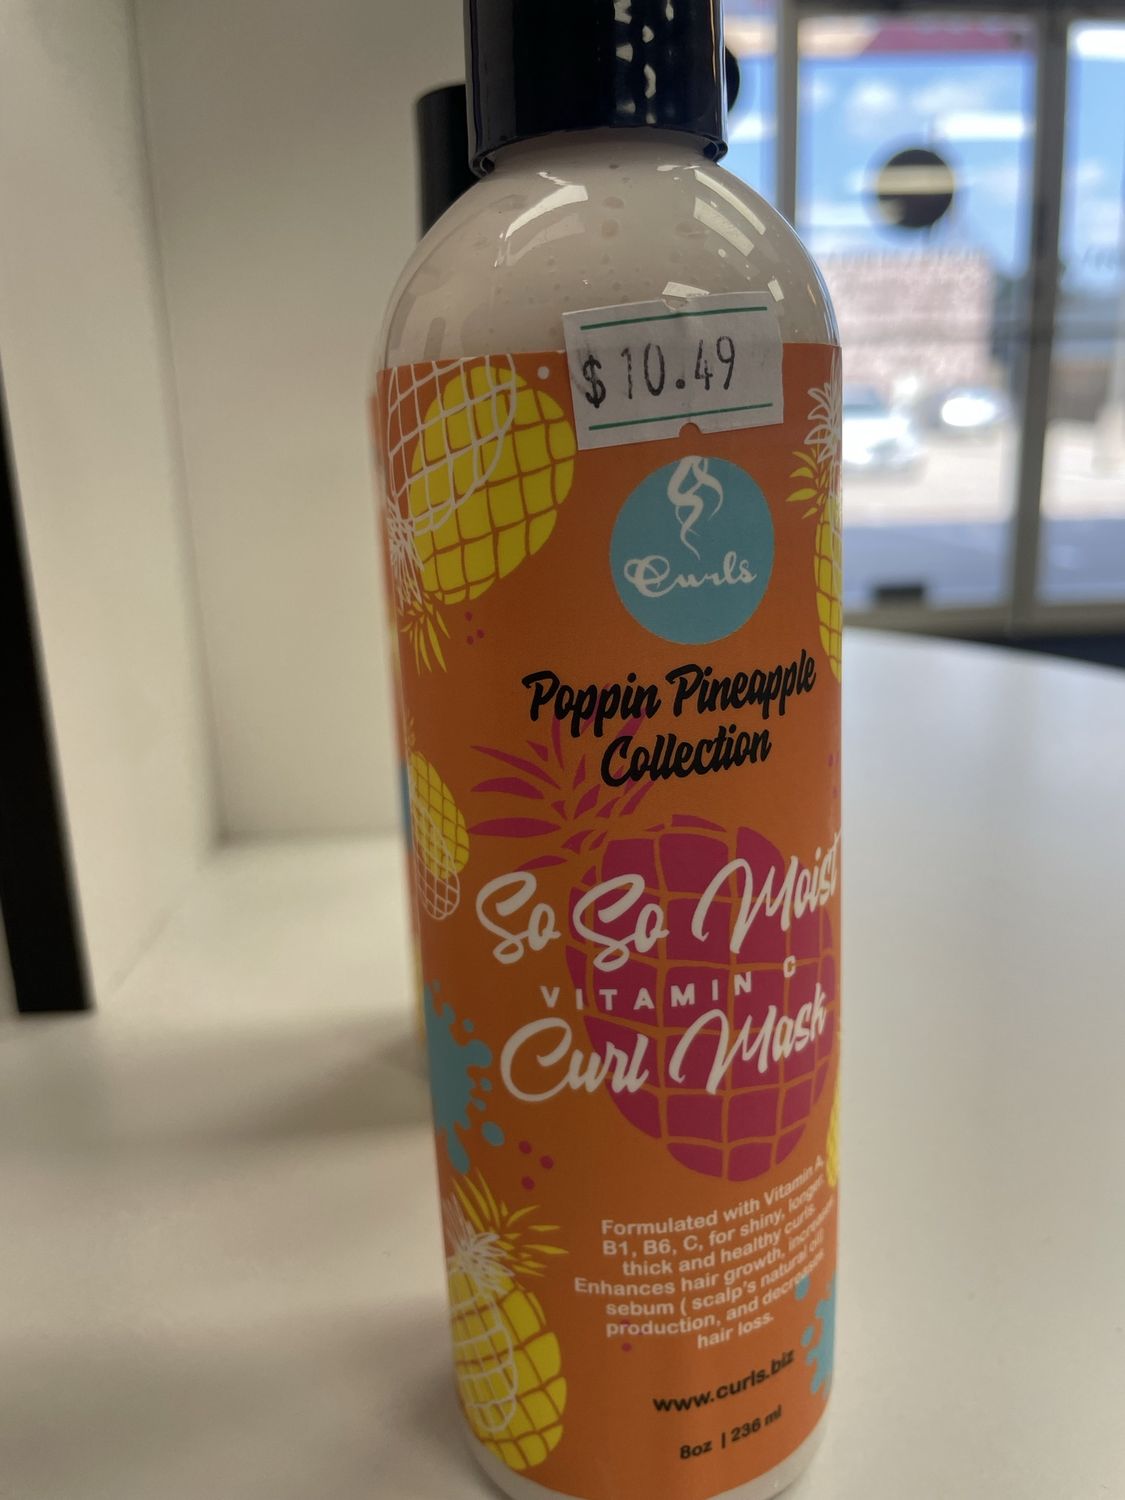 $10.49
Curls
Poppin Pineapple
Collection
So So Moist
VITAMIN C
Curl Mask
Formulated with Vitamin A,
B1, B6, C, for shiny, longer,
thick and healthy curls.
Enhances hair growth, increases
sebum ( scalp's natural oil)
production, and decreases
hair loss.
www.curls.biz
8oz | 236 ml